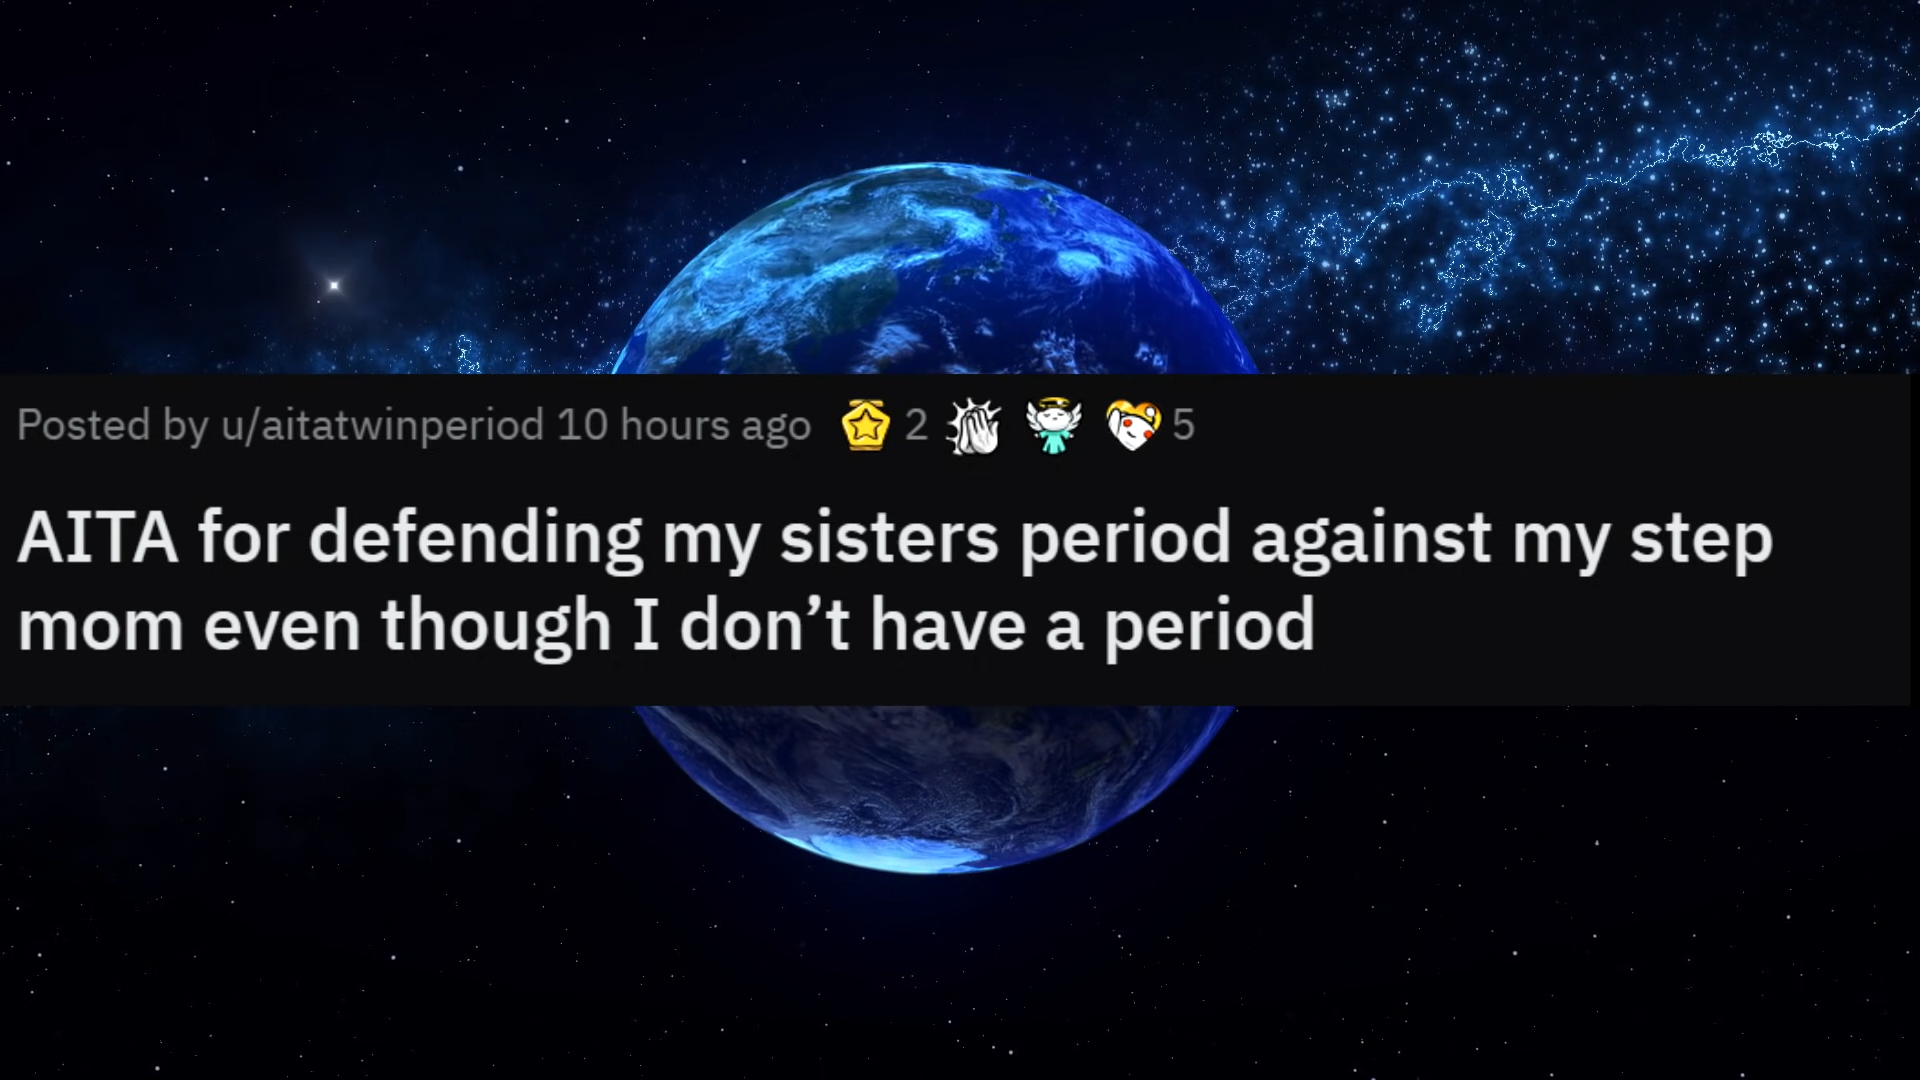 Posted by u/aitatwinperiod 10 hours ago 2 5
AITA for defending my sisters period against my step
mom even though I don’t have a period